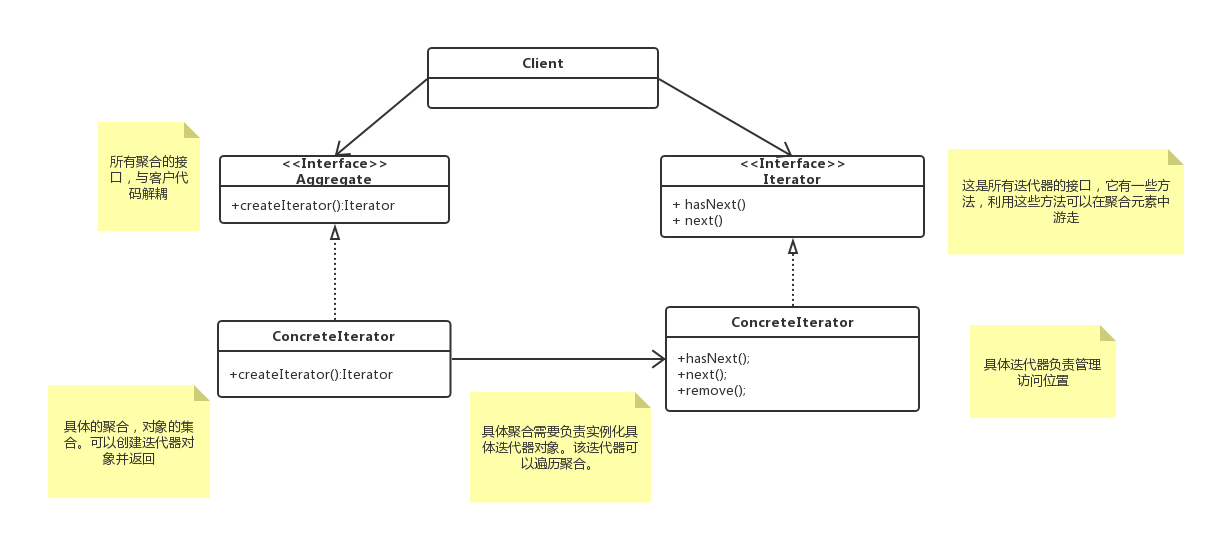 Client
所有聚合的接
口，与客户代
码解耦
<<Interface>>
Aggregate
+createIterator():Iterator
<<Interface>>
Iterator
+ hasNext()
+ next()
这是所有迭代器的接口，它有一些方
法，利用这些方法可以在聚合元素中
游走
ConcreteIterator
+createIterator():Iterator
ConcreteIterator
+hasNext();
+next();
+remove();
具体迭代器负责管理
访问位置
具体的聚合，对象的集
合。可以创建迭代器对
象并返回
具体聚合需要负责实例化具
体迭代器对象。该迭代器可
以遍历聚合。